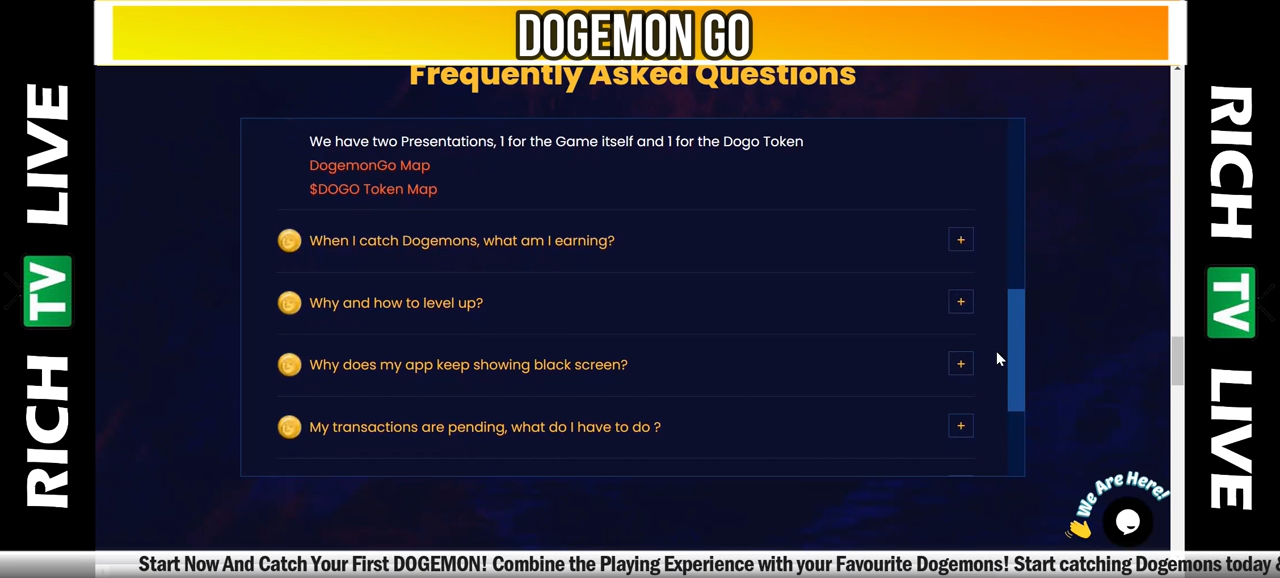 DOGEMON GO
Frequently Asked Questions
We have two Presentations, 1 for the Game itself and 1 for the Dogo Token
DogemonGo Map
$DOGO Token Map
When I catch Dogemons, what am I earning?
+
Why and how to level up?
+
Why does my app keep showing black screen?
+
My transactions are pending, what do I have to do ?
+
We Are Here!
RICH TV LIVE
RICH TV LIVE
Start Now And Catch Your First DOGEMON! Combine the Playing Experience with your Favourite Dogemons! Start catching Dogemons today